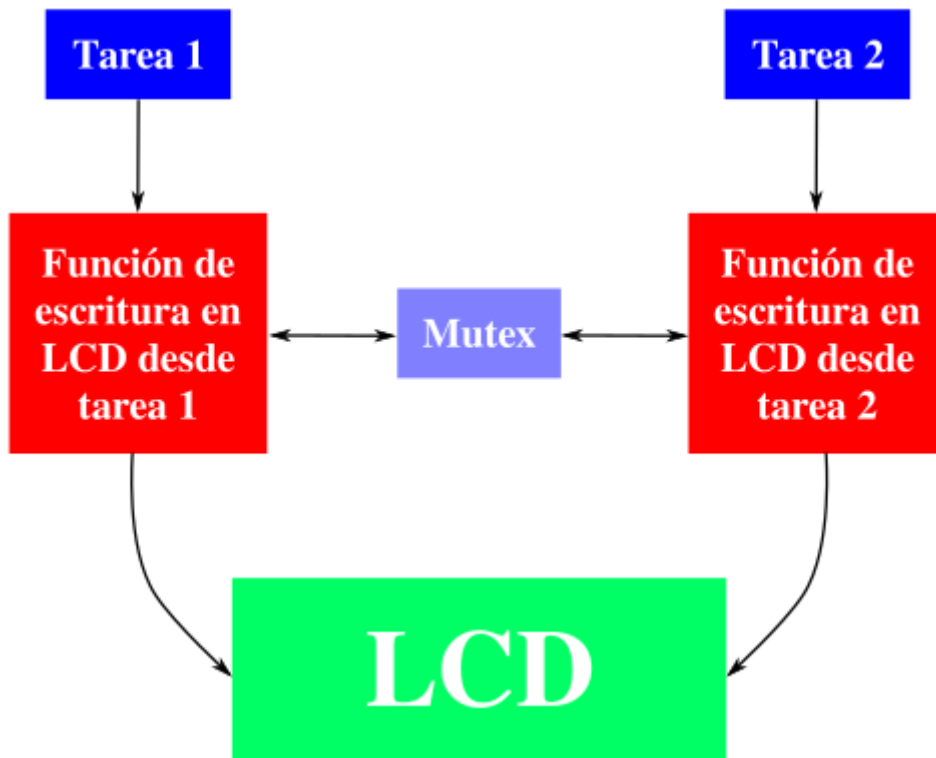 Tarea 1
Tarea 2
Función de
escritura en
LCD desde
tarea 1
Mutex
Función de
escritura en
LCD desde
tarea 2
LCD